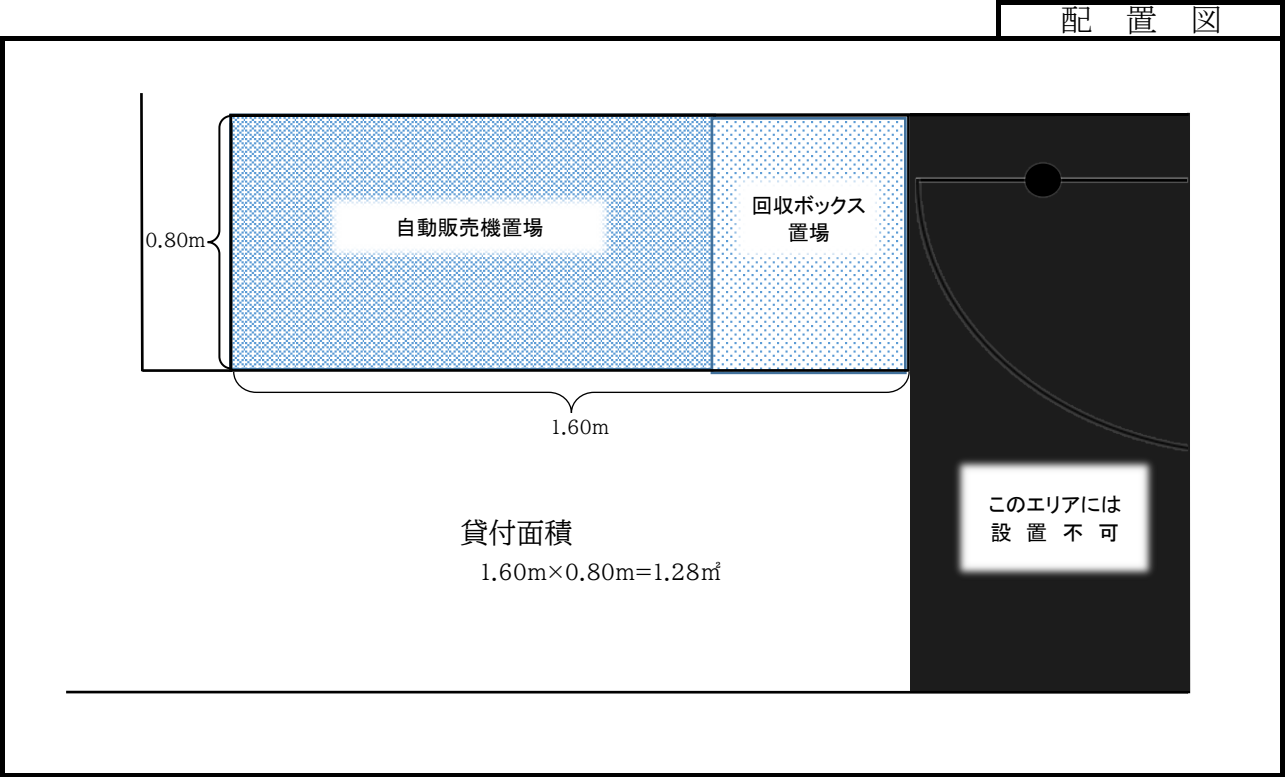 配 置 図
自動販売機置場
回収ボックス
置場
0.80m
1.60m
このエリアには
設 置 不 可
貸付面積
1.60m×0.80m=1.28㎡